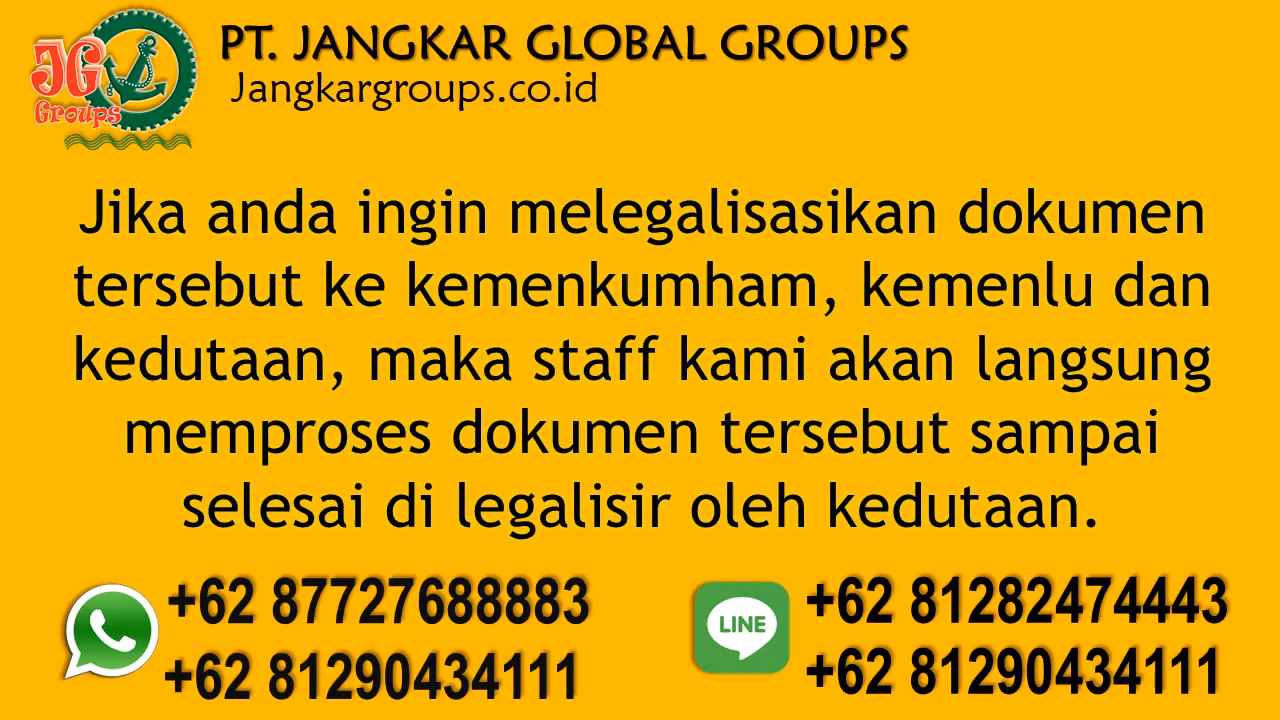 JG
Groups
PT. JANGKAR GLOBAL GROUPS
Jangkargroups.co.id
Jika anda ingin melegalisasikan dokumen
tersebut ke kemenkumham, kemenlu dan
kedutaan, maka staff kami akan langsung
memproses dokumen tersebut sampai
selesai di legalisir oleh kedutaan.
+62 87727688883
+62 81290434111
LINE
+62 81282474443
+62 81290434111